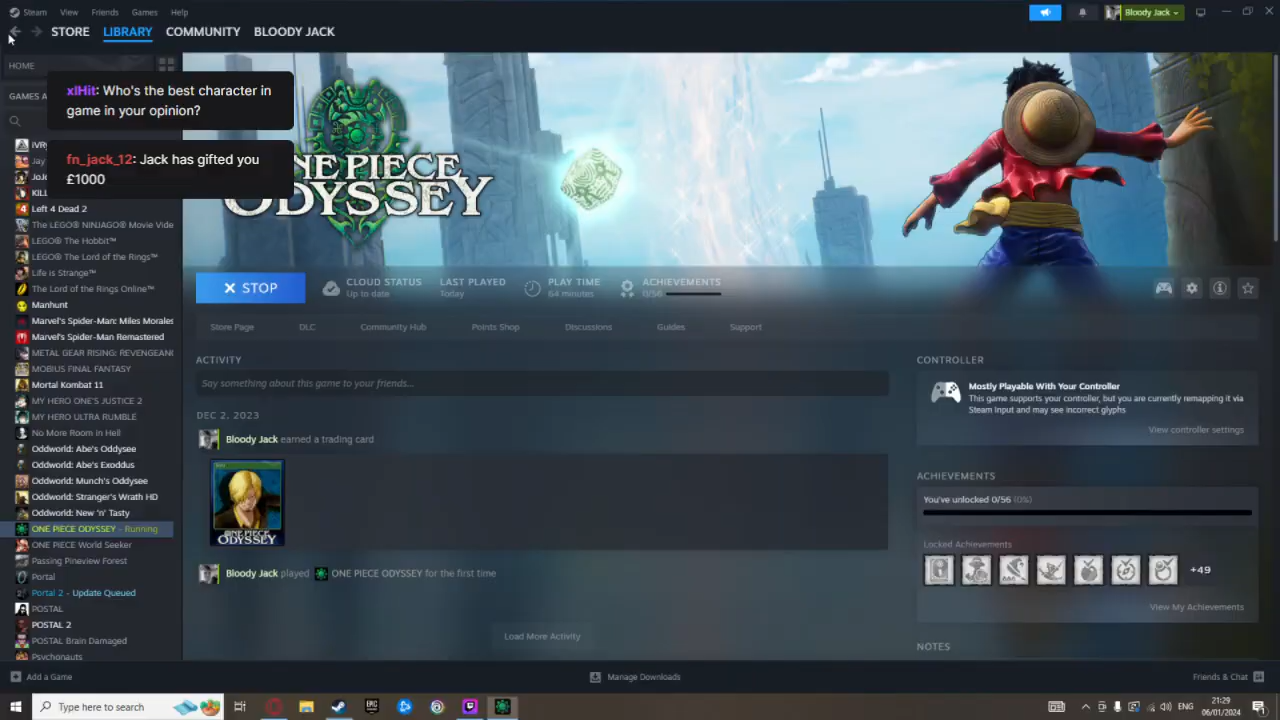 Steam View Friends Games Help
Bloody Jack
STORE LIBRARY COMMUNITY BLOODY JACK
HOME
GAMES A
xlHit: Who's the best character in
game in your opinion?
fn_jack_12: Jack has gifted you
£1000
ONE PIECE
ODYSSEY
STOP
CLOUD STATUS
Up to date
LAST PLAYED
Today
PLAY TIME
64 minutes
ACHIEVEMENTS
0/56
Store Page DLC Community Hub Points Shop Discussions Guides Support
iVR
Jay
JoJo
KILL
Left 4 Dead 2
The LEGO® NINJAGO® Movie Vide
LEGO® The Hobbit™
LEGO® The Lord of the Rings™
Life is Strange™
The Lord of the Rings Online™
Manhunt
Marvel's Spider-Man: Miles Morales
Marvel's Spider-Man Remastered
METAL GEAR RISING: REVENGEANC
MOBIUS FINAL FANTASY
Mortal Kombat 11
MY HERO ONE'S JUSTICE 2
MY HERO ULTRA RUMBLE
No More Room in Hell
Oddworld: Abe's Oddysee
Oddworld: Abe's Exoddus
Oddworld: Munch's Oddysee
Oddworld: Stranger's Wrath HD
Oddworld: New 'n' Tasty
ONE PIECE ODYSSEY - Running
ONE PIECE World Seeker
Passing Pineview Forest
Portal
Portal 2 - Update Queued
POSTAL
POSTAL 2
POSTAL Brain Damaged
Psychonauts
ACTIVITY
Say something about this game to your friends...
DEC 2, 2023
Bloody Jack earned a trading card
ONE PIECE
ODYSSEY
Bloody Jack played ONE PIECE ODYSSEY for the first time
Load More Activity
CONTROLLER
Mostly Playable With Your Controller
This game supports your controller, but you are currently remapping it via
Steam Input and may see incorrect glyphs
View controller settings
ACHIEVEMENTS
You've unlocked 0/56 (0%)
Locked Achievements
+49
View My Achievements
NOTES
Add a Game
Manage Downloads
Friends & Chat
Type here to search
EPIC
ENG
21:29
06/01/2024
1